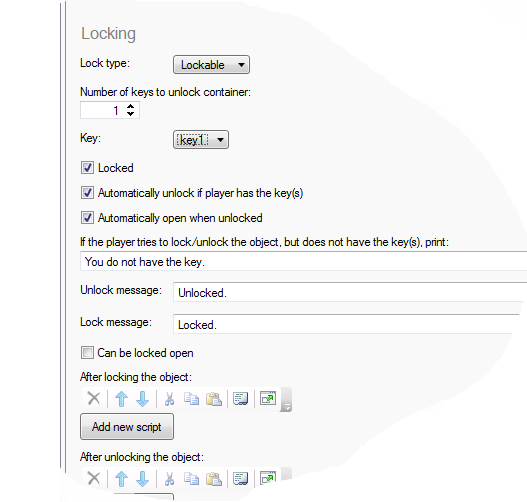 Locking
Lock type: Lockable
Number of keys to unlock container:
1
Key: key1
Locked
Automatically unlock if player has the key(s)
Automatically open when unlocked
If the player tries to lock/unlock the object, but does not have the key(s), print:
You do not have the key.
Unlock message: Unlocked.
Lock message: Locked.
Can be locked open
After locking the object:
Add new script
After unlocking the object: